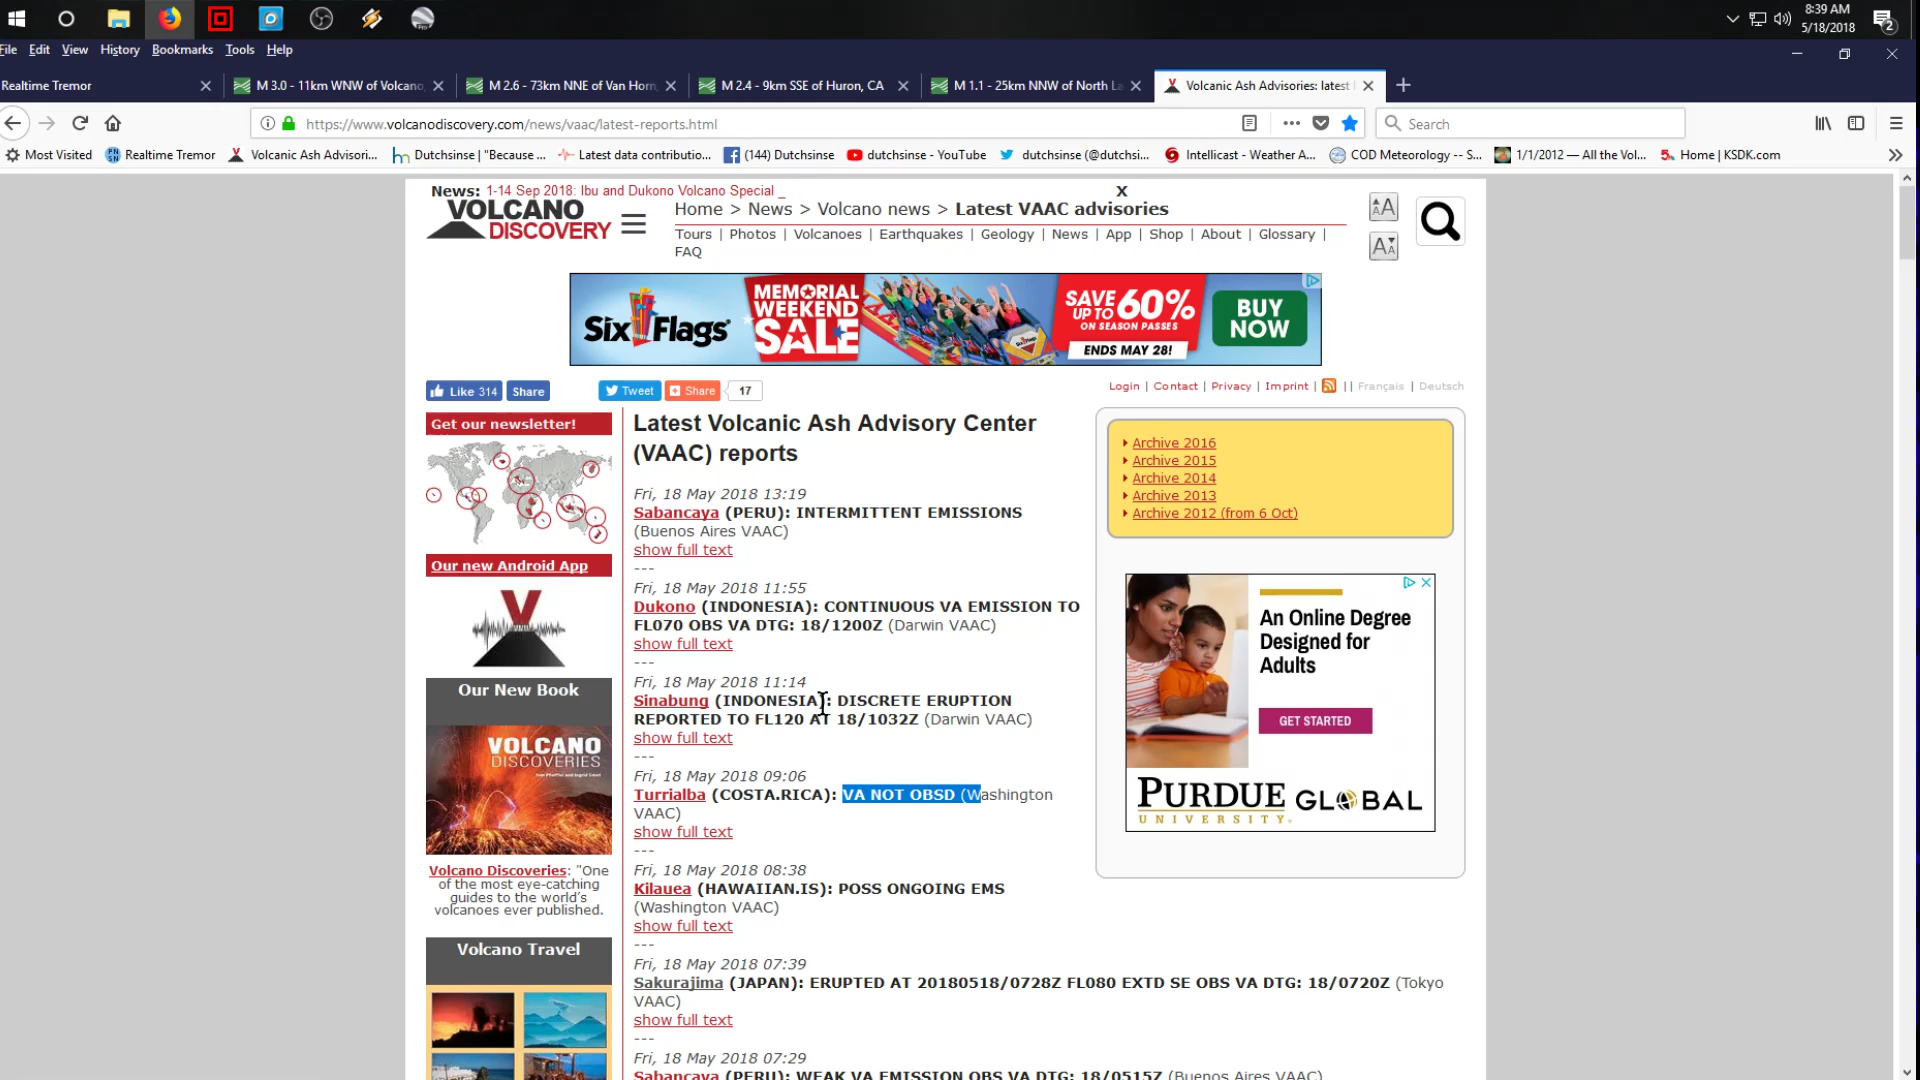 8:39 AM
5/18/2018
2
File Edit View History Bookmarks Tools Help
Realtime Tremor
M 3.0 - 11km WNW of Volcano,
M 2.6 - 73km NNE of Van Horn,
M 2.4 - 9km SSE of Huron, CA
M 1.1 - 25km NNW of North La
Volcanic Ash Advisories: latest
https://www.volcanodiscovery.com/news/vaac/latest-reports.html
Search
Most Visited
Realtime Tremor
Volcanic Ash Advisori...
Dutchsinse | "Because ...
Latest data contributio...
(144) Dutchsinse
dutchsinse - YouTube
dutchsinse (@dutchsi...
Intellicast - Weather A...
COD Meteorology -- S...
1/1/2012 — All the Vol...
Home | KSDK.com
News: 1-14 Sep 2018: Ibu and Dukono Volcano Special _
X
VOLCANO
DISCOVERY
Home > News > Volcano news > Latest VAAC advisories
Tours | Photos | Volcanoes | Earthquakes | Geology | News | App | Shop | About | Glossary |
FAQ
AA
AA
Six Flags
MEMORIAL
WEEKEND
SALE
SAVE UP TO 60%
ON SEASON PASSES
ENDS MAY 28!
BUY
NOW
Like 314
Share
Tweet
Share
17
Login | Contact | Privacy | Imprint | || Français | Deutsch
Get our newsletter!
Our new Android App
Our New Book
VOLCANO
DISCOVERIES
Volcano Discoveries: "One
of the most eye-catching
guides to the world's
volcanoes ever published.
Volcano Travel
Latest Volcanic Ash Advisory Center
(VAAC) reports
Fri, 18 May 2018 13:19
Sabancaya (PERU): INTERMITTENT EMISSIONS
(Buenos Aires VAAC)
show full text
---
Fri, 18 May 2018 11:55
Dukono (INDONESIA): CONTINUOUS VA EMISSION TO
FL070 OBS VA DTG: 18/1200Z (Darwin VAAC)
show full text
---
Fri, 18 May 2018 11:14
Sinabung (INDONESIA): DISCRETE ERUPTION
REPORTED TO FL120 AT 18/1032Z (Darwin VAAC)
show full text
---
Fri, 18 May 2018 09:06
Turrialba (COSTA.RICA): VA NOT OBSD (Washington
VAAC)
show full text
---
Fri, 18 May 2018 08:38
Kilauea (HAWAIIAN.IS): POSS ONGOING EMS
(Washington VAAC)
show full text
---
Fri, 18 May 2018 07:39
Sakurajima (JAPAN): ERUPTED AT 20180518/0728Z FL080 EXTD SE OBS VA DTG: 18/0720Z (Tokyo
VAAC)
show full text
---
Fri, 18 May 2018 07:29
Sabancaya (PERU): WEAK VA EMISSION OBS VA DTG: 18/0515Z (Buenos Aires VAAC)
Archive 2016
Archive 2015
Archive 2014
Archive 2013
Archive 2012 (from 6 Oct)
An Online Degree
Designed for
Adults
GET STARTED
PURDUE
UNIVERSITY
GLOBAL